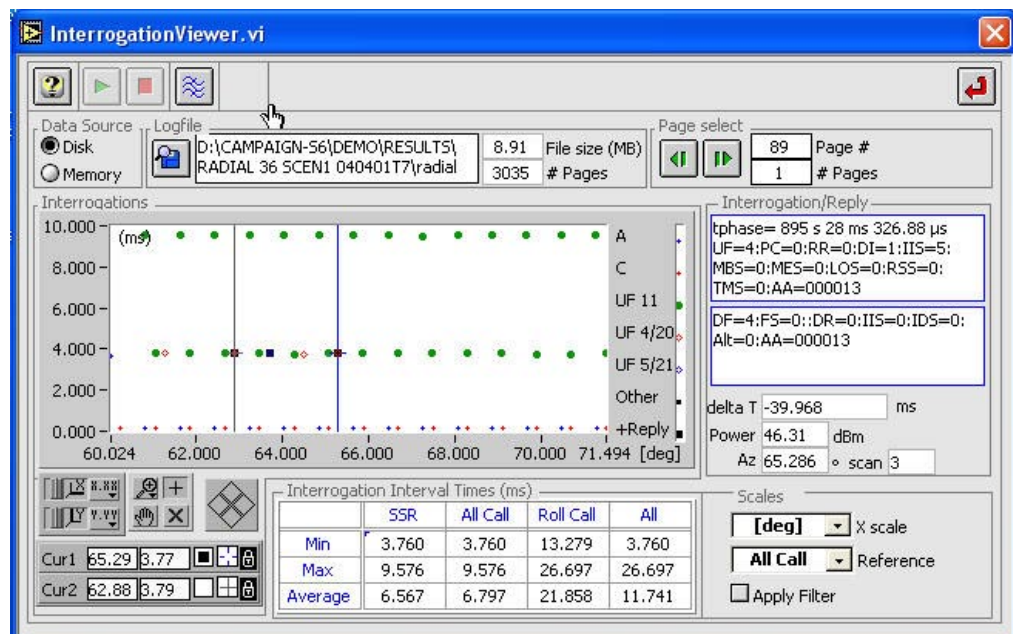 InterrogationViewer.vi
Data Source
Disk
Memory
Logfile
D:\CAMPAIGN-S6\DEMO\RESULTS\
RADIAL 36 SCEN1 040401T7\radial
8.91 File size (MB)
3035 # Pages
Page select
89 Page #
1 # Pages
Interrogations
(ms)
10.000
8.000
6.000
4.000
2.000
0.000
60.024 62.000 64.000 66.000 68.000 70.000 71.494 [deg]
A
C
UF 11
UF 4/20
UF 5/21
Other
+Reply
Interrogation/Reply
tphase= 895 s 28 ms 326.88 µs
UF=4:PC=0:RR=0:DI=1:IIS=5:
MBS=0:MES=0:LOS=0:RSS=0:
TMS=0:AA=000013
DF=4:FS=0::DR=0:IIS=0:IDS=0:
Alt=0:AA=000013
delta T -39.968 ms
Power 46.31 dBm
Az 65.286 ° scan 3
X 8.88
Y Y.YY
Cur1 65.29 3.77
Cur2 62.88 3.79
Interrogation Interval Times (ms)
SSR All Call Roll Call All
Min 3.760 3.760 13.279 3.760
Max 9.576 9.576 26.697 26.697
Average 6.567 6.797 21.858 11.741
Scales
[deg] X scale
All Call Reference
Apply Filter